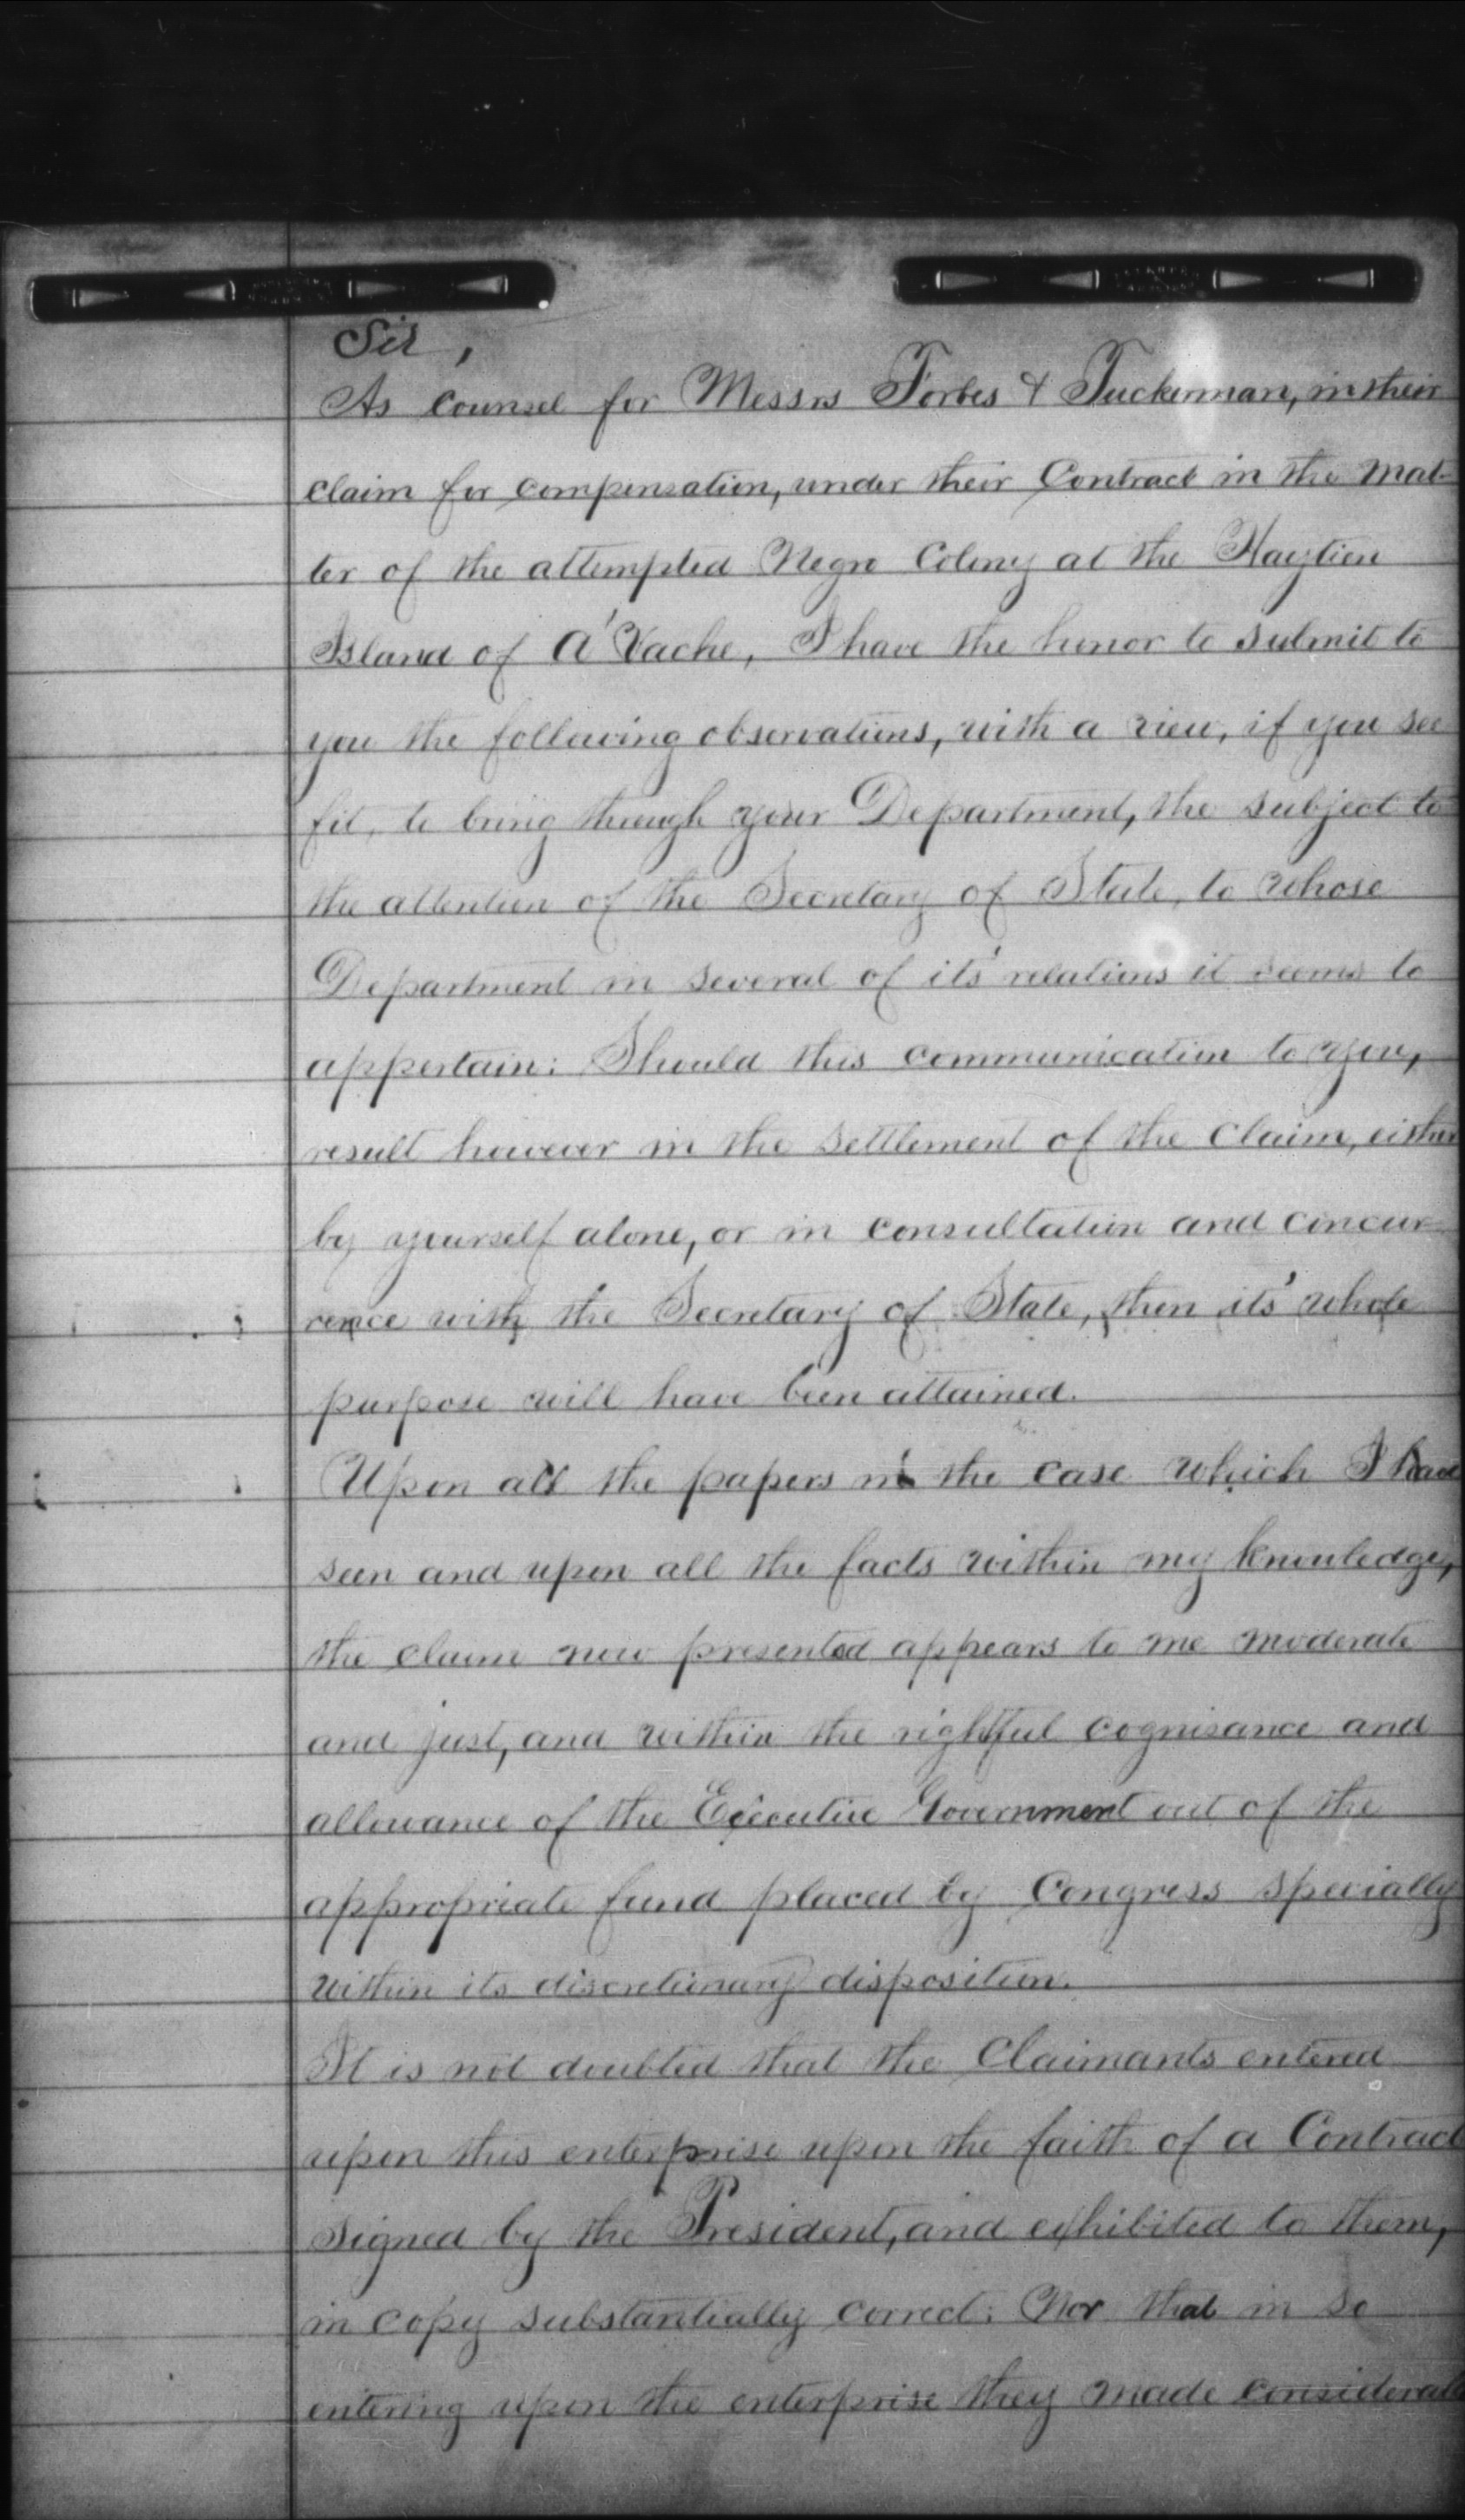 Sir,
As Counsel for Messrs Forbes & Tuckerman, in their
claim for compensation, under their Contract in the Mat-
ter of the attempted Negro Colony at the Haytien
Island of A'Vache, I have the honor to submit to
you the following observations, with a view, if you see
fit, to bring through your Department, the subject to
the attention of the Secretary of State, to whose
Department in several of its' relations it seems to
appertain: Should this communication to you,
result however in the settlement of the Claim, either
by yourself alone, or in consultation and concur-
rence with the Secretary of State, then its' whole
purpose will have been attained.
Upon all the papers in the case which I have
seen and upon all the facts within my knowledge,
the claim now presented appears to me moderate
and just, and within the rightful cognisance and
allowance of the Executive Government out of the
appropriate fund placed by Congress specially
within its discretionary disposition.
It is not doubted that the Claimants entered
upon this enterprise upon the faith of a Contract
signed by the President, and exhibited to them,
in copy substantially correct: Nor that in so
entering upon the enterprise they made considerable